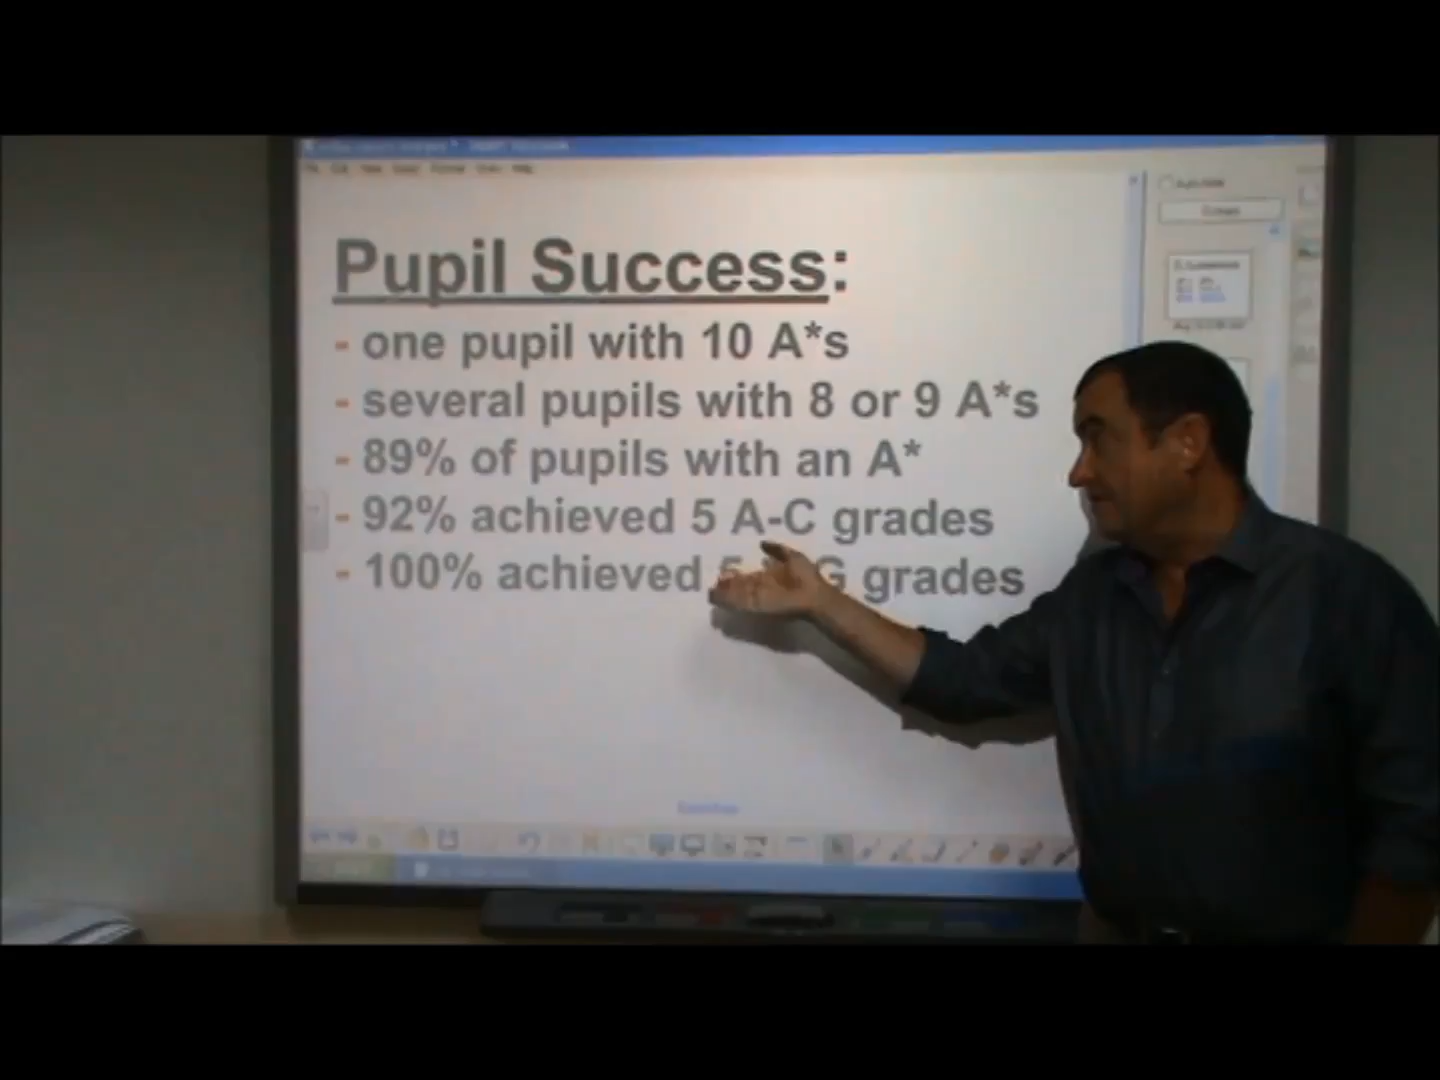 Pupil Success:
- one pupil with 10 A*s
- several pupils with 8 or 9 A*s
- 89% of pupils with an A*
- 92% achieved 5 A-C grades
- 100% achieved 5 G grades